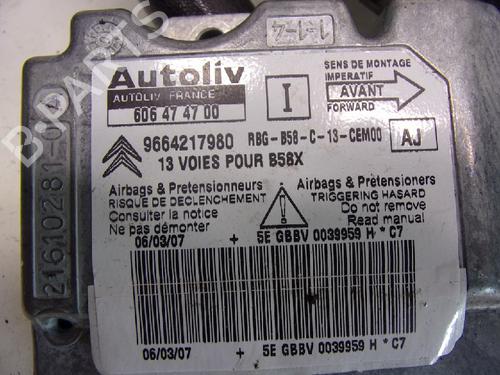 1-1-4
Autoliv
AUTOLIV FRANCE
606 47 47 00
I
SENS DE MONTAGE
IMPERATIF
AVANT
FORWARD
9664217980 RBG-B58-C-13-CEM00 AJ
13 VOIES POUR B58X
Airbags & Pretensionneurs
RISQUE DE DECLENCHEMENT
Consulter la notice
Ne pas démonter
Airbags & Prétensioners
TRIGGERING HASARD
Do not remove
Read manual
06/03/07 + 5E GBBV 0039959 H * C7
06/03/07 + 5E GBBV 0039959 H * C7